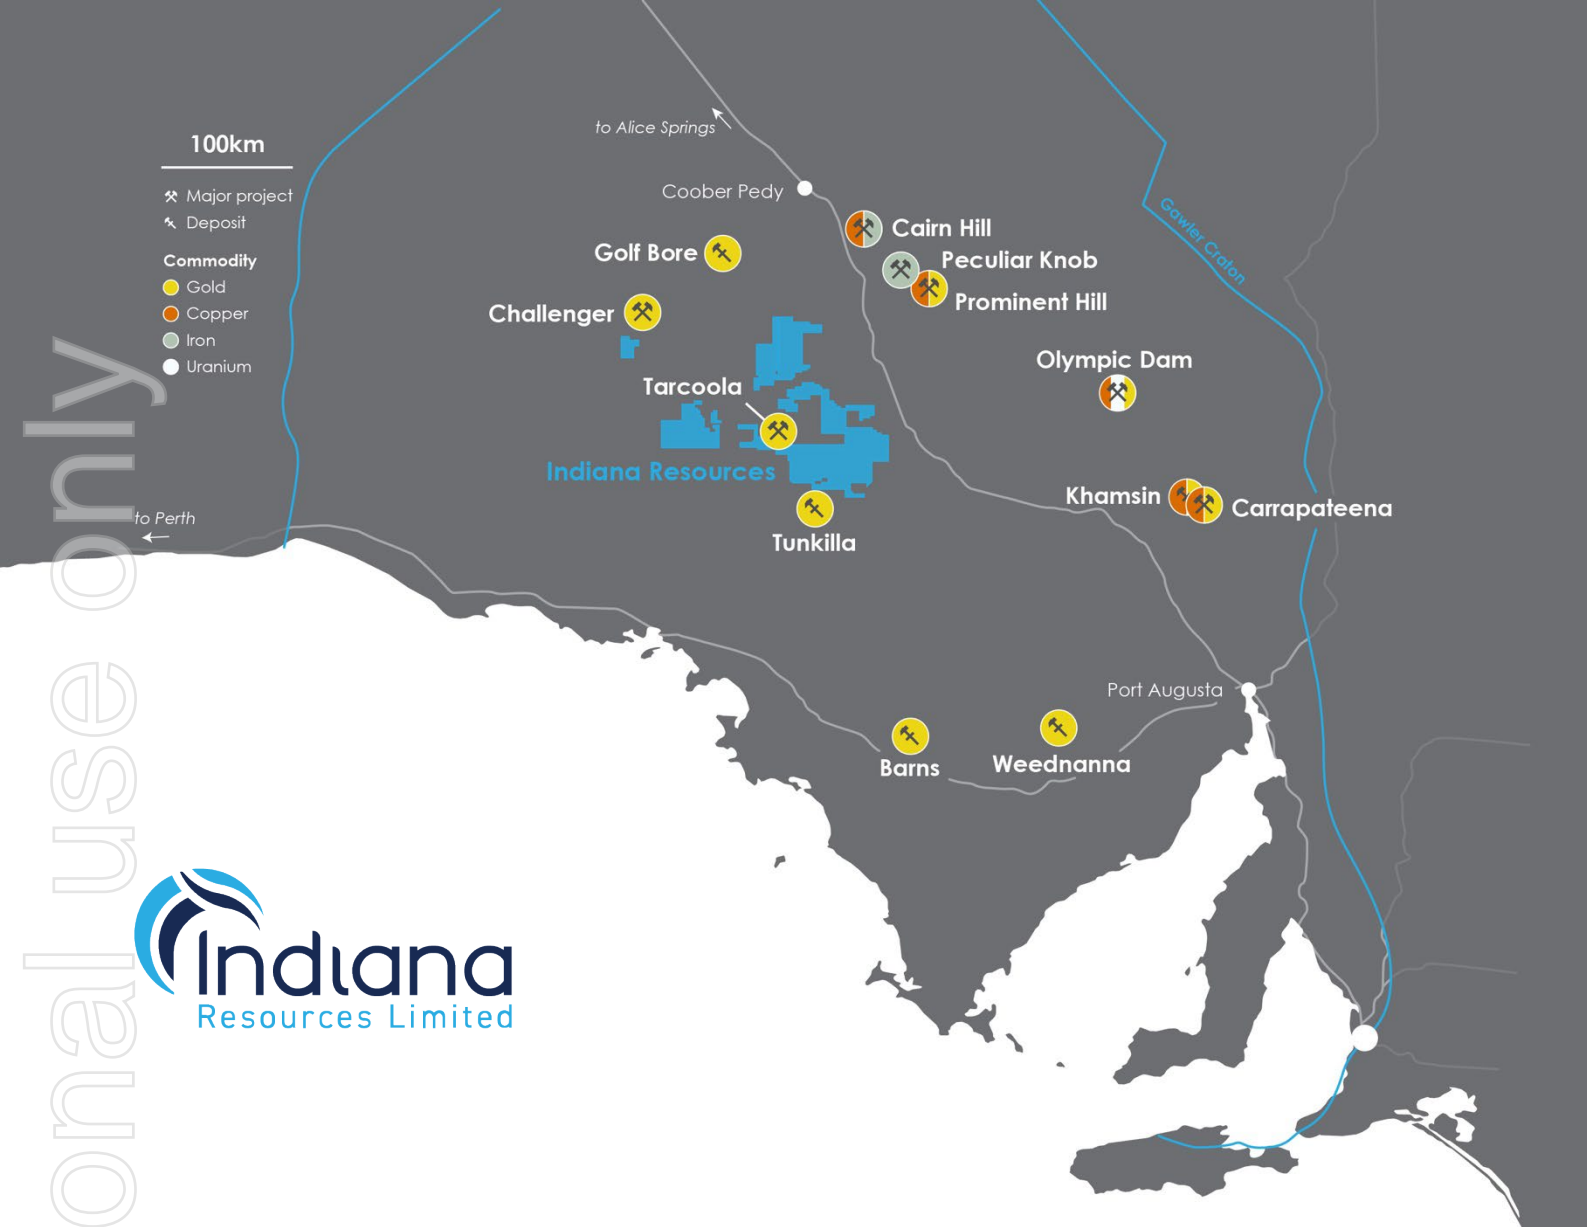 100km
Major project
Deposit
Commodity
Gold
Copper
Iron
Uranium
to Alice Springs
Coober Pedy
Cairn Hill
Golf Bore
Peculiar Knob
Prominent Hill
Challenger
Gawler Craton
Olympic Dam
Tarcoola
Indiana Resources
Khamsin
Carrapateena
to Perth
Tunkilla
Port Augusta
Barns
Weednanna
Indiana
Resources Limited
onal use only